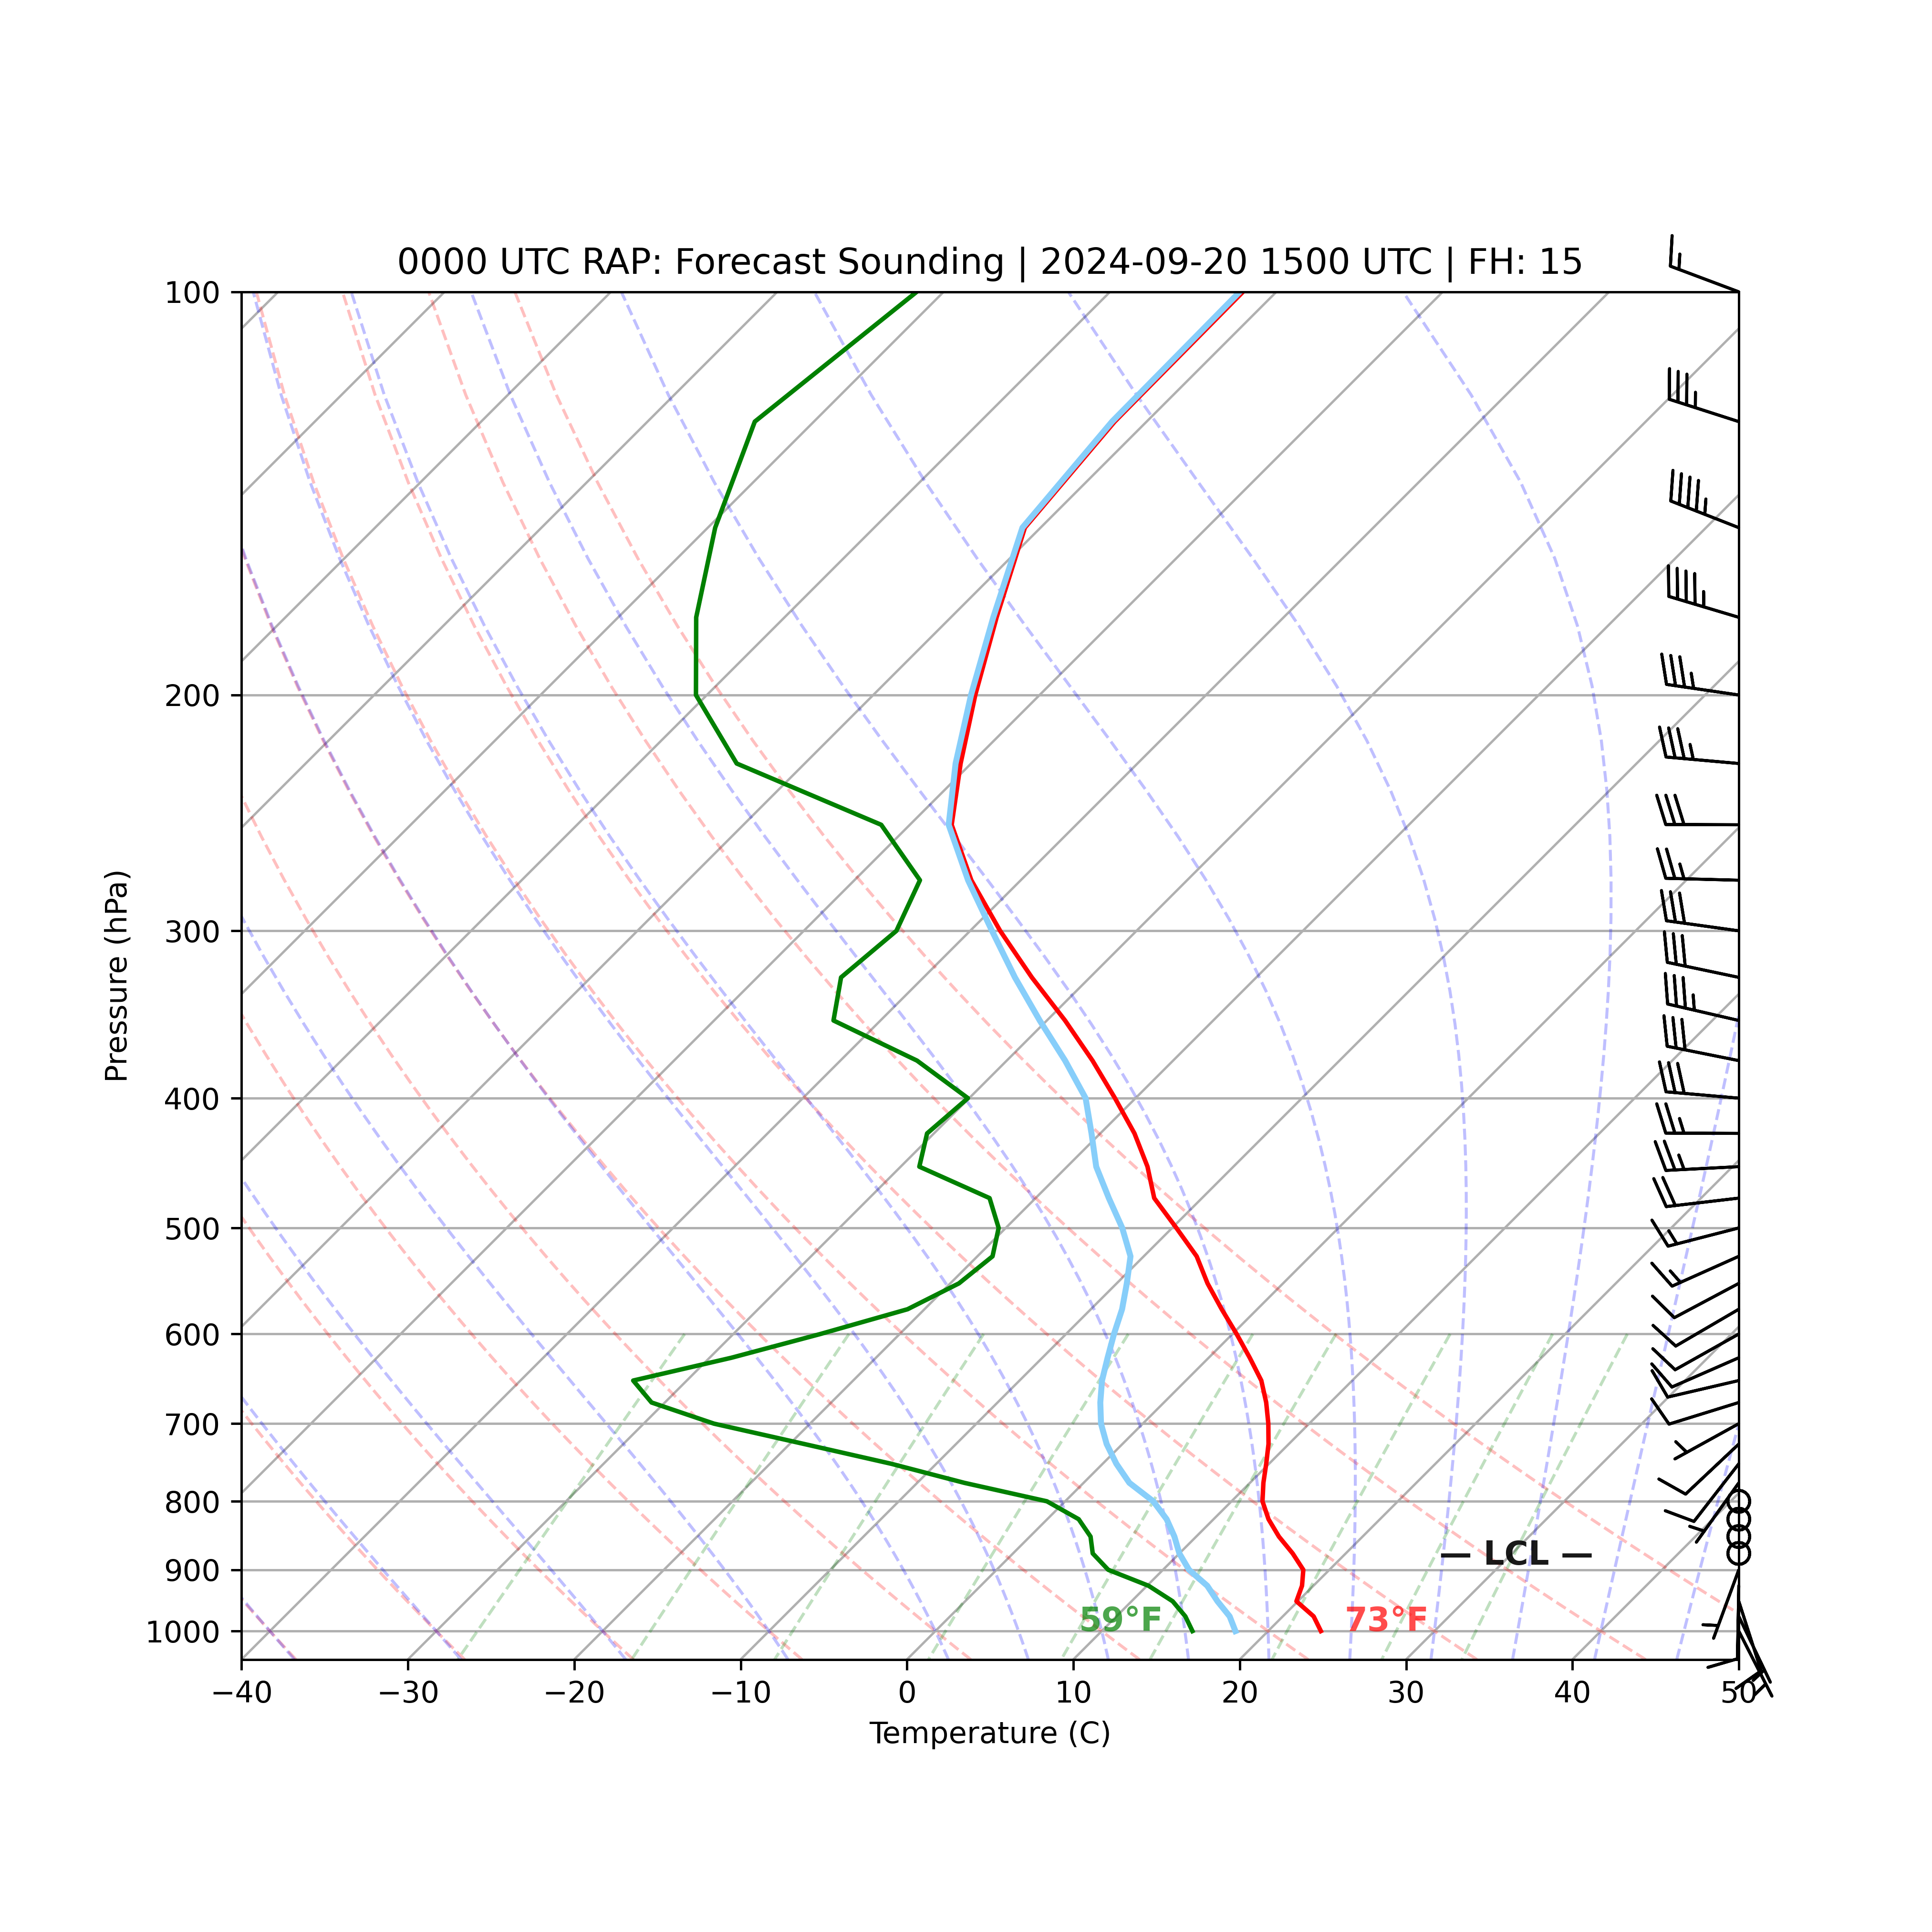 0000 UTC RAP: Forecast Sounding | 2024-09-20 1500 UTC | FH: 15
100
200
300
400
500
600
700
800
900
1000
Pressure (hPa)
— LCL —
59°F
73°F
−40 −30 −20 −10 0 10 20 30 40 50
Temperature (C)